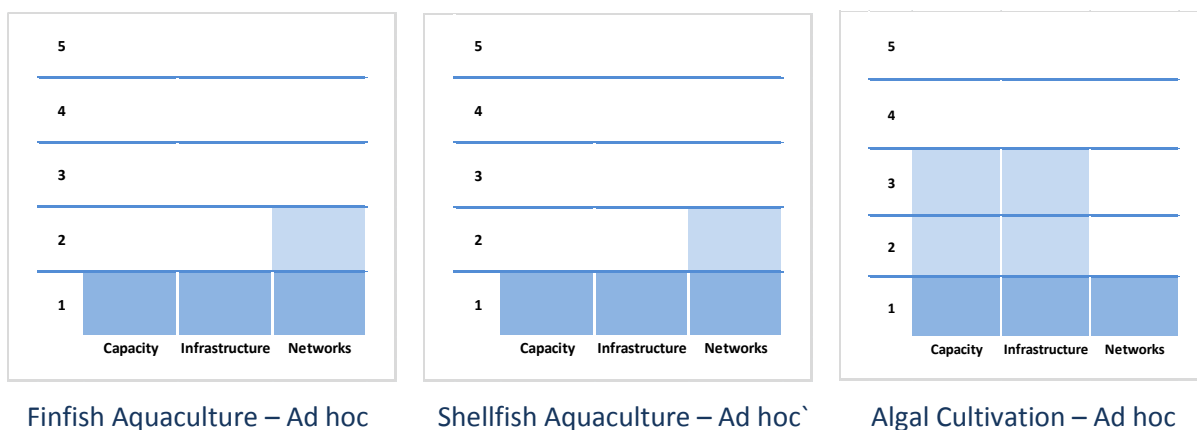 5
4
3
2
1
Capacity Infrastructure Networks
Finfish Aquaculture – Ad hoc
5
4
3
2
1
Capacity Infrastructure Networks
Shellfish Aquaculture – Ad hoc`
5
4
3
2
1
Capacity Infrastructure Networks
Algal Cultivation – Ad hoc